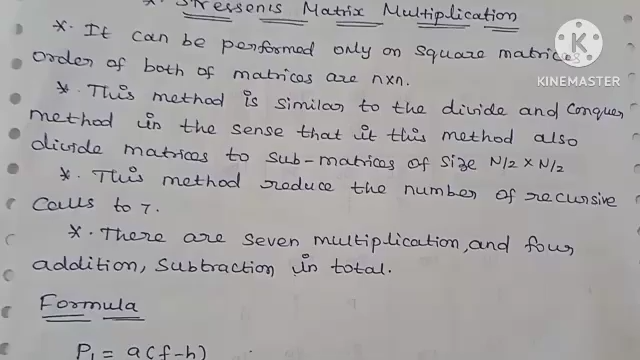 *. Stressenis Matrix Multiplication
*. It can be performed only on square matrices
order of both of matrices are n×n.
*. This method is similar to the divide and Conquer
method in the sense that it this method also
divide matrices to sub-matrices of size N/2 × N/2
*. This method reduce the number of recursive
Calls to 7.
*. There are seven multiplication, and four
addition, subtraction in total.
Formula
P1 = a(f-h)
KINEMASTER